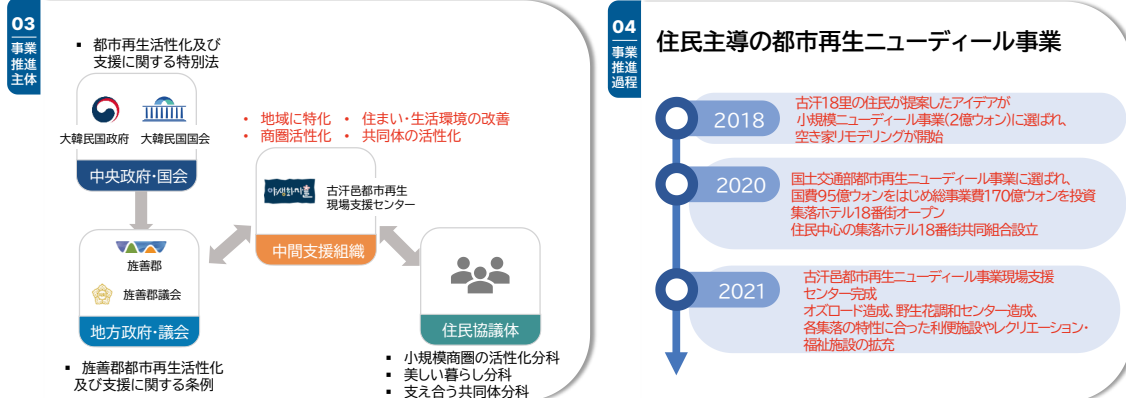 03
事業
推進
主体
▪ 都市再生活性化及び
支援に関する特別法
大韓民国政府 大韓民国国会
中央政府・国会
• 地域に特化 • 住まい・生活環境の改善
• 商圏活性化 • 共同体の活性化
야생화마을
古汗邑都市再生
現場支援センター
中間支援組織
旌善郡
旌善郡議会
地方政府・議会
▪ 旌善郡都市再生活性化
及び支援に関する条例
住民協議体
▪ 小規模商圏の活性化分科
▪ 美しい暮らし分科
▪ 支え合う共同体分科
04
事業
推進
過程
住民主導の都市再生ニューディール事業
2018
古汗18里の住民が提案したアイデアが
小規模ニューディール事業(2億ウォン)に選ばれ、
空き家リモデリングが開始
2020
国土交通部都市再生ニューディール事業に選ばれ、
国費95億ウォンをはじめ総事業費170億ウォンを投資
集落ホテル18番街オープン
住民中心の集落ホテル18番街共同組合設立
2021
古汗邑都市再生ニューディール事業現場支援
センター完成
オズロード造成、野生花調和センター造成、
各集落の特性に合った利便施設やレクリエーション・
福祉施設の拡充